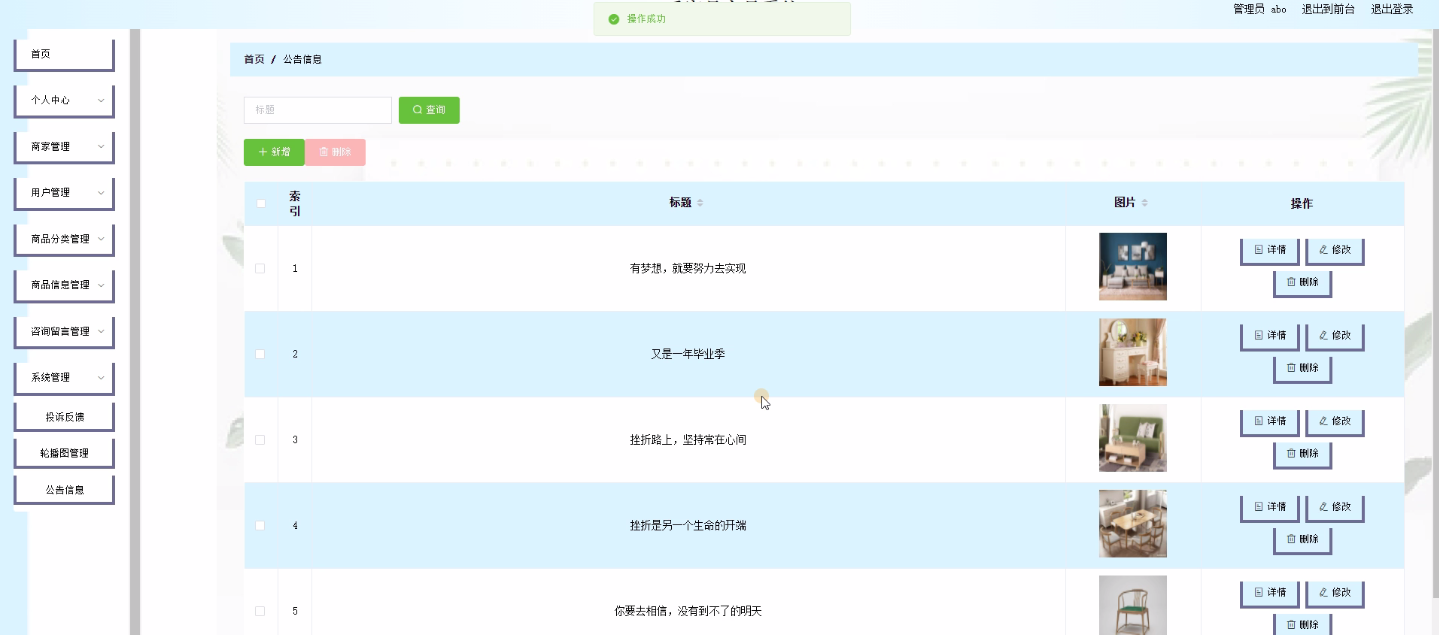 操作成功
管理员 abo 退出到前台 退出登录
首页
个人中心
商家管理
用户管理
商品分类管理
商品信息管理
咨询留言管理
系统管理
投诉反馈
轮播图管理
公告信息
首页 / 公告信息
标题 查询
新增 删除
索引 标题 图片 操作
1 有梦想，就要努力去实现 详情 修改
删除
2 又是一年毕业季 详情 修改
删除
3 挫折路上，坚持常在心间 详情 修改
删除
4 挫折是另一个生命的开端 详情 修改
删除
5 你要去相信，没有到不了的明天 详情 修改
删除